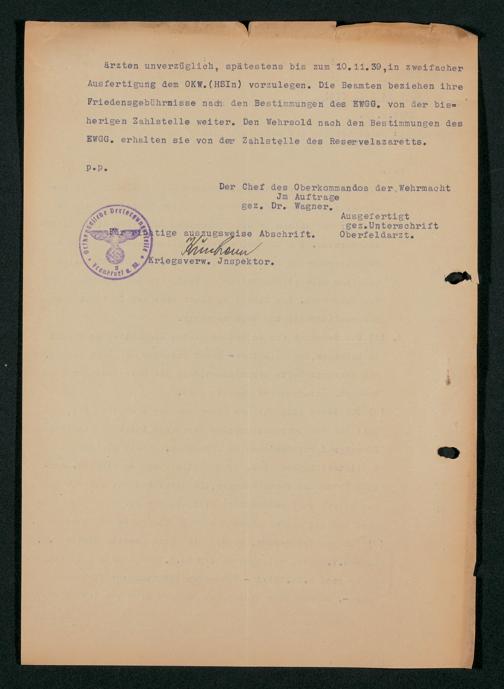 ärzten unverzüglich, spätestens bis zum 10.11.39,in zweifacher
Ausfertigung dem OKW.(HSIn) vorzulegen. Die Beamten beziehen ihre
Friedensgebührnisse nach den Bestimmungen des EWGG. von der bis=
herigen Zahlstelle weiter. Den Wehrsold nach den Bestimmungen des
EWGG. erhalten sie von der Zahlstelle des Reservelazaretts.
p.p.
Der Chef des Oberkommandos der Wehrmacht
Jm Auftrage
gez. Dr. Wagner.
Ausgefertigt
gez.Unterschrift
Oberfeldarzt.
auszugsweise Abschrift.
Kriegsverw. Jnspektor.
Orthopädische Versorgungsstelle
Frankfurt a. M.